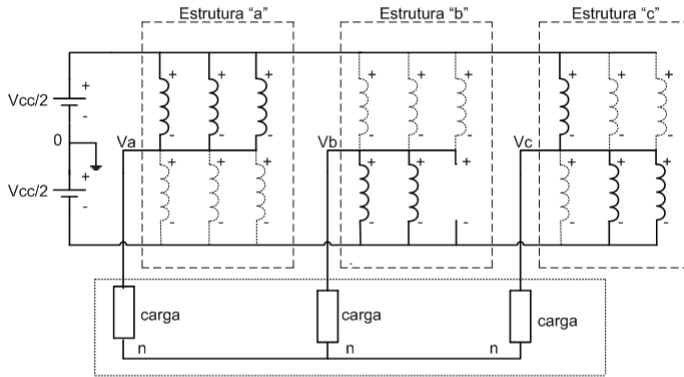 Estrutura “a”
Estrutura “b”
Estrutura “c”
+ + + + + + + + + +
Vcc/2
+
-
- - - - - - - - -
0
Va
Vb
Vc
+ + + + + + + + +
Vcc/2
+
-
- - - - - - - - -
carga
carga
carga
n
n
n